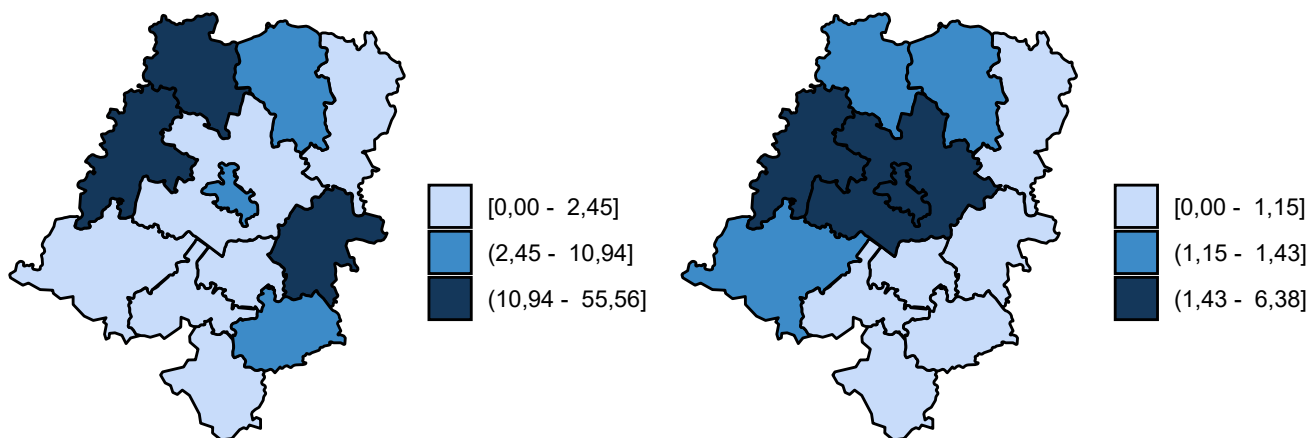 [0,00 - 2,45]
(2,45 - 10,94]
(10,94 - 55,56]
[0,00 - 1,15]
(1,15 - 1,43]
(1,43 - 6,38]